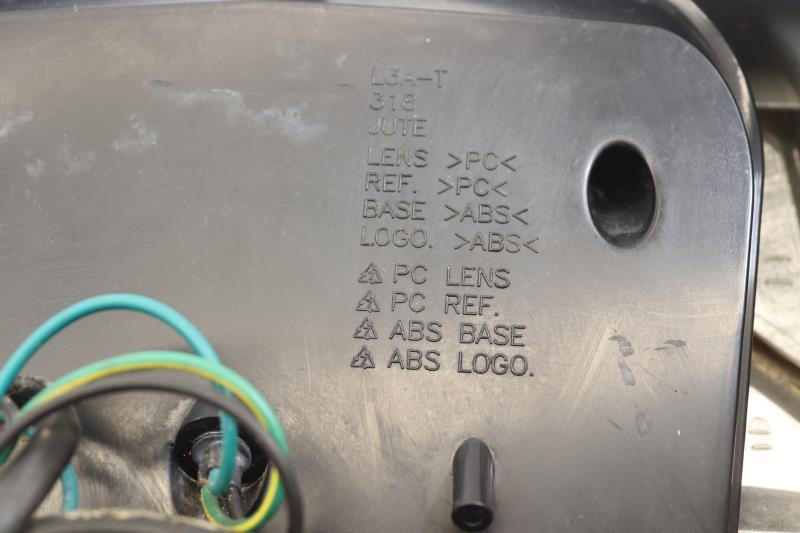 L3A-T
318
JUTE
LENS >PC<
REF. >PC<
BASE >ABS<
LOGO. >ABS<
PC LENS
PC REF.
ABS BASE
ABS LOGO.